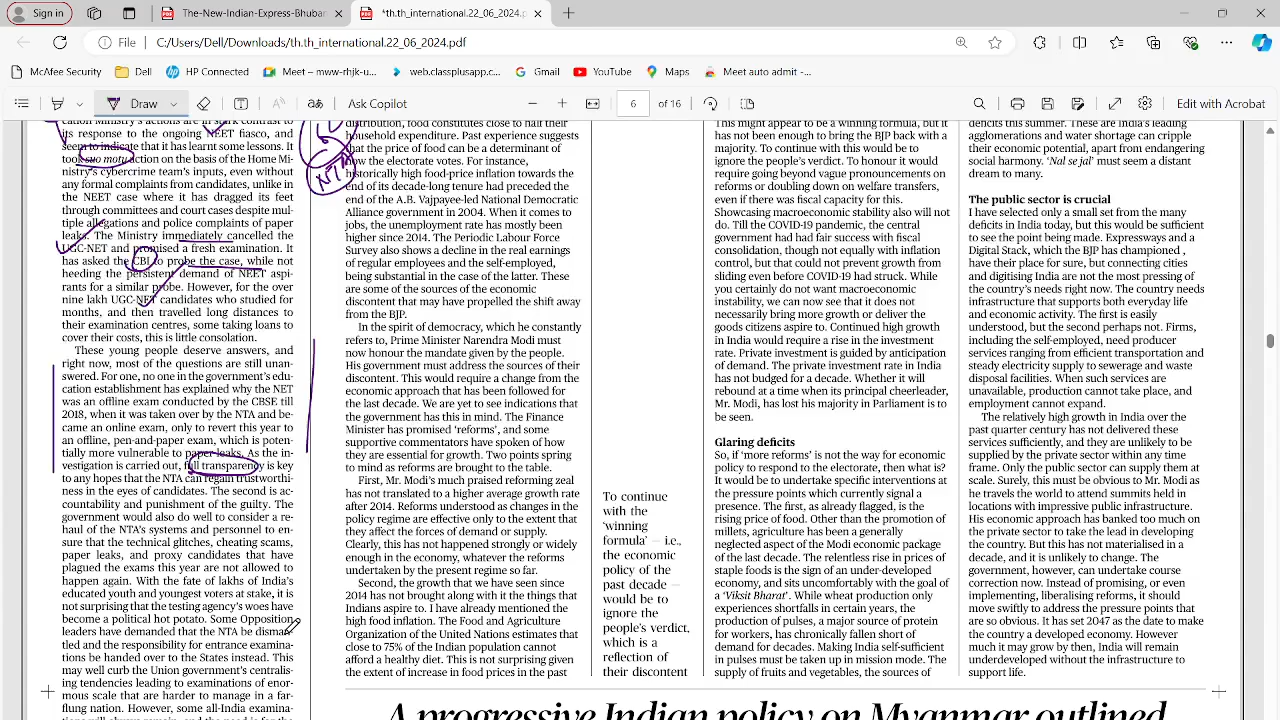 Sign in
The-New-Indian-Express-Bhubar
*th.th_international.22_06_2024.p
File
C:/Users/Dell/Downloads/th.th_international.22_06_2024.pdf
McAfee Security
Dell
HP Connected
Meet – mww-rhjk-u...
web.classplusapp.c...
Gmail
YouTube
Maps
Meet auto admit -...
Draw
Ask Copilot
6
of 16
Edit with Acrobat
cation Ministry's actions are in stark contrast to
its response to the ongoing NEET fiasco, and
seem to indicate that it has learnt some lessons. It
took suo motu action on the basis of the Home Mi-
nistry's cybercrime team's inputs, even without
any formal complaints from candidates, unlike in
the NEET case where it has dragged its feet
through committees and court cases despite mul-
tiple allegations and police complaints of paper
leaks. The Ministry immediately cancelled the
UGC-NET and promised a fresh examination. It
has asked the CBI to probe the case, while not
heeding the persistent demand of NEET aspi-
rants for a similar probe. However, for the over
nine lakh UGC-NET candidates who studied for
months, and then travelled long distances to
their examination centres, some taking loans to
cover their costs, this is little consolation.
These young people deserve answers, and
right now, most of the questions are still unan-
swered. For one, no one in the government's edu-
cation establishment has explained why the NET
was an offline exam conducted by the CBSE till
2018, when it was taken over by the NTA and be-
came an online exam, only to revert this year to
an offline, pen-and-paper exam, which is poten-
tially more vulnerable to paper leaks. As the in-
vestigation is carried out, full transparency is key
to any hopes that the NTA can regain trustworthi-
ness in the eyes of candidates. The second is ac-
countability and punishment of the guilty. The
government would also do well to consider a re-
haul of the NTA's systems and personnel to en-
sure that the technical glitches, cheating scams,
paper leaks, and proxy candidates that have
plagued the exams this year are not allowed to
happen again. With the fate of lakhs of India's
educated youth and youngest voters at stake, it is
not surprising that the testing agency's woes have
become a political hot potato. Some Opposition
leaders have demanded that the NTA be disman-
tled and the responsibility for entrance examina-
tions be handed over to the States instead. This
may well curb the Union government's centralis-
ing tendencies leading to examinations of enor-
mous scale that are harder to manage in a far-
flung nation. However, some all-India examina-
tions will always remain, and the need for the
NTA
distribution, food constitutes close to half their
household expenditure. Past experience suggests
that the price of food can be a determinant of
how the electorate votes. For instance,
historically high food-price inflation towards the
end of its decade-long tenure had preceded the
end of the A.B. Vajpayee-led National Democratic
Alliance government in 2004. When it comes to
jobs, the unemployment rate has mostly been
higher since 2014. The Periodic Labour Force
Survey also shows a decline in the real earnings
of regular employees and the self-employed,
being substantial in the case of the latter. These
are some of the sources of the economic
discontent that may have propelled the shift away
from the BJP.
In the spirit of democracy, which he constantly
refers to, Prime Minister Narendra Modi must
now honour the mandate given by the people.
His government must address the sources of their
discontent. This would require a change from the
economic approach that has been followed for
the last decade. We are yet to see indications that
the government has this in mind. The Finance
Minister has promised 'reforms', and some
supportive commentators have spoken of how
they are essential for growth. Two points spring
to mind as reforms are brought to the table.
First, Mr. Modi's much praised reforming zeal
has not translated to a higher average growth rate
after 2014. Reforms understood as changes in the
policy regime are effective only to the extent that
they affect the forces of demand or supply.
Clearly, this has not happened strongly or widely
enough in the economy, whatever the reforms
undertaken by the present regime so far.
Second, the growth that we have seen since
2014 has not brought along with it the things that
Indians aspire to. I have already mentioned the
high food inflation. The Food and Agriculture
Organization of the United Nations estimates that
close to 75% of the Indian population cannot
afford a healthy diet. This is not surprising given
the extent of increase in food prices in the past
To continue
with the
'winning
formula' — i.e.,
the economic
policy of the
past decade —
would be to
ignore the
people's verdict,
which is a
reflection of
their discontent
This might appear to be a winning formula, but it
has not been enough to bring the BJP back with a
majority. To continue with this would be to
ignore the people's verdict. To honour it would
require going beyond vague pronouncements on
reforms or doubling down on welfare transfers,
even if there was fiscal capacity for this.
Showcasing macroeconomic stability also will not
do. Till the COVID-19 pandemic, the central
government had had fair success with fiscal
consolidation, though not equally with inflation
control, but that could not prevent growth from
sliding even before COVID-19 had struck. While
you certainly do not want macroeconomic
instability, we can now see that it does not
necessarily bring more growth or deliver the
goods citizens aspire to. Continued high growth
in India would require a rise in the investment
rate. Private investment is guided by anticipation
of demand. The private investment rate in India
has not budged for a decade. Whether it will
rebound at a time when its principal cheerleader,
Mr. Modi, has lost his majority in Parliament is to
be seen.
Glaring deficits
So, if 'more reforms' is not the way for economic
policy to respond to the electorate, then what is?
It would be to undertake specific interventions at
the pressure points which currently signal a
presence. The first, as already flagged, is the
rising price of food. Other than the promotion of
millets, agriculture has been a generally
neglected aspect of the Modi economic package
of the last decade. The relentless rise in prices of
staple foods is the sign of an under-developed
economy, and sits uncomfortably with the goal of
a 'Viksit Bharat'. While wheat production only
experiences shortfalls in certain years, the
production of pulses, a major source of protein
for workers, has chronically fallen short of
demand for decades. Making India self-sufficient
in pulses must be taken up in mission mode. The
supply of fruits and vegetables, the sources of
deficits this summer. These are India's leading
agglomerations and water shortage can cripple
their economic potential, apart from endangering
social harmony. 'Nal se jal' must seem a distant
dream to many.
The public sector is crucial
I have selected only a small set from the many
deficits in India today, but this would be sufficient
to see the point being made. Expressways and a
Digital Stack, which the BJP has championed ,
have their place for sure, but connecting cities
and digitising India are not the most pressing of
the country's needs right now. The country needs
infrastructure that supports both everyday life
and economic activity. The first is easily
understood, but the second perhaps not. Firms,
including the self-employed, need producer
services ranging from efficient transportation and
steady electricity supply to sewerage and waste
disposal facilities. When such services are
unavailable, production cannot take place, and
employment cannot expand.
The relatively high growth in India over the
past quarter century has not delivered these
services sufficiently, and they are unlikely to be
supplied by the private sector within any time
frame. Only the public sector can supply them at
scale. Surely, this must be obvious to Mr. Modi as
he travels the world to attend summits held in
locations with impressive public infrastructure.
His economic approach has banked too much on
the private sector to take the lead in developing
the country. But this has not materialised in a
decade, and it is unlikely to change. The
government, however, can undertake course
correction now. Instead of promising, or even
implementing, liberalising reforms, it should
move swiftly to address the pressure points that
are so obvious. It has set 2047 as the date to make
the country a developed economy. However
much it may grow by then, India will remain
underdeveloped without the infrastructure to
support life.
A progressive Indian policy on Myanmar outlined